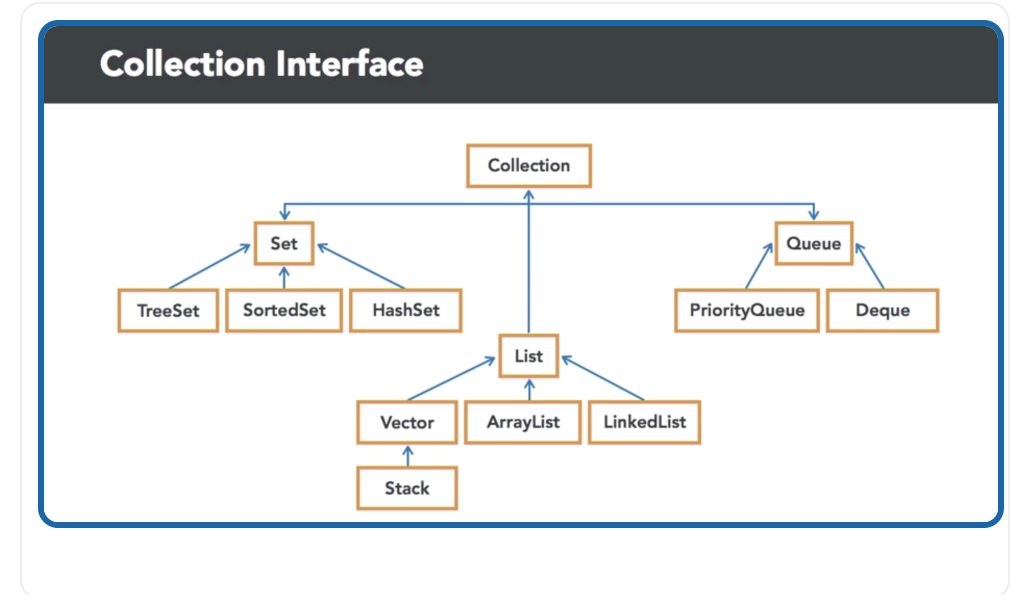 Collection Interface
Collection
Set
Queue
TreeSet
SortedSet
HashSet
PriorityQueue
Deque
List
Vector
ArrayList
LinkedList
Stack